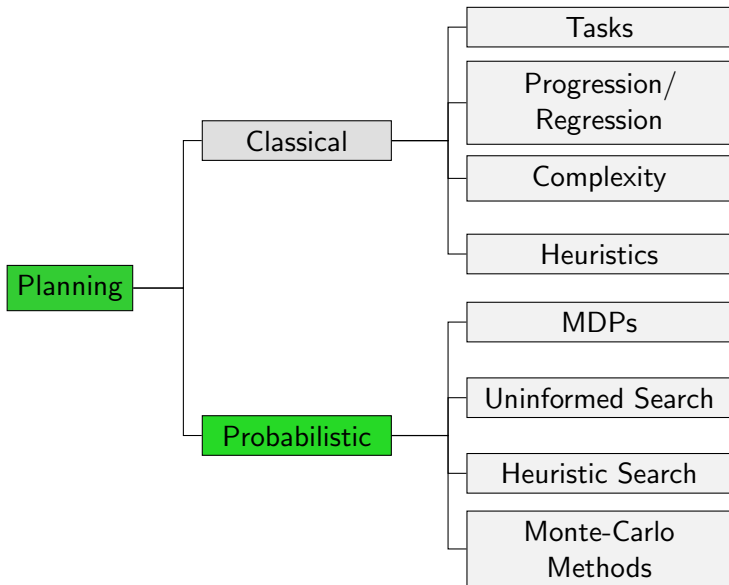 Planning
Classical
Tasks
Progression/
Regression
Complexity
Heuristics
Probabilistic
MDPs
Uninformed Search
Heuristic Search
Monte-Carlo
Methods